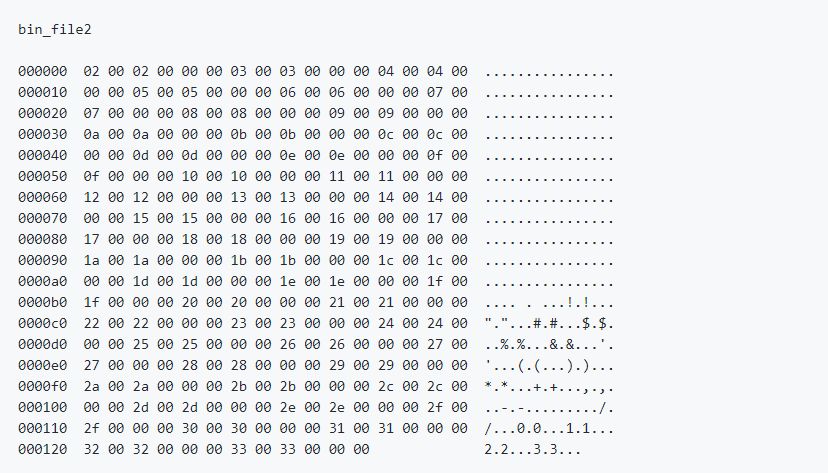 bin_file2
000000  02 00 02 00 00 00 03 00 03 00 00 00 04 00 04 00  ................
000010  00 00 05 00 05 00 00 00 06 00 06 00 00 00 07 00  ................
000020  07 00 00 00 08 00 08 00 00 00 09 00 09 00 00 00  ................
000030  0a 00 0a 00 00 00 0b 00 0b 00 00 00 0c 00 0c 00  ................
000040  00 00 0d 00 0d 00 00 00 0e 00 0e 00 00 00 0f 00  ................
000050  0f 00 00 00 10 00 10 00 00 00 11 00 11 00 00 00  ................
000060  12 00 12 00 00 00 13 00 13 00 00 00 14 00 14 00  ................
000070  00 00 15 00 15 00 00 00 16 00 16 00 00 00 17 00  ................
000080  17 00 00 00 18 00 18 00 00 00 19 00 19 00 00 00  ................
000090  1a 00 1a 00 00 00 1b 00 1b 00 00 00 1c 00 1c 00  ................
0000a0  00 00 1d 00 1d 00 00 00 1e 00 1e 00 00 00 1f 00  ................
0000b0  1f 00 00 00 20 00 20 00 00 00 21 00 21 00 00 00  .... . ...!.!...
0000c0  22 00 22 00 00 00 23 00 23 00 00 00 24 00 24 00  "."...#.#...$.$.
0000d0  00 00 25 00 25 00 00 00 26 00 26 00 00 00 27 00  ..%.%...&.&...'.
0000e0  27 00 00 00 28 00 28 00 00 00 29 00 29 00 00 00  '...(.(...).)...
0000f0  2a 00 2a 00 00 00 2b 00 2b 00 00 00 2c 00 2c 00  *.*...+.+...,.,.
000100  00 00 2d 00 2d 00 00 00 2e 00 2e 00 00 00 2f 00  ..-.-........./.
000110  2f 00 00 00 30 00 30 00 00 00 31 00 31 00 00 00  /...0.0...1.1...
000120  32 00 32 00 00 00 33 00 33 00 00 00              2.2...3.3...